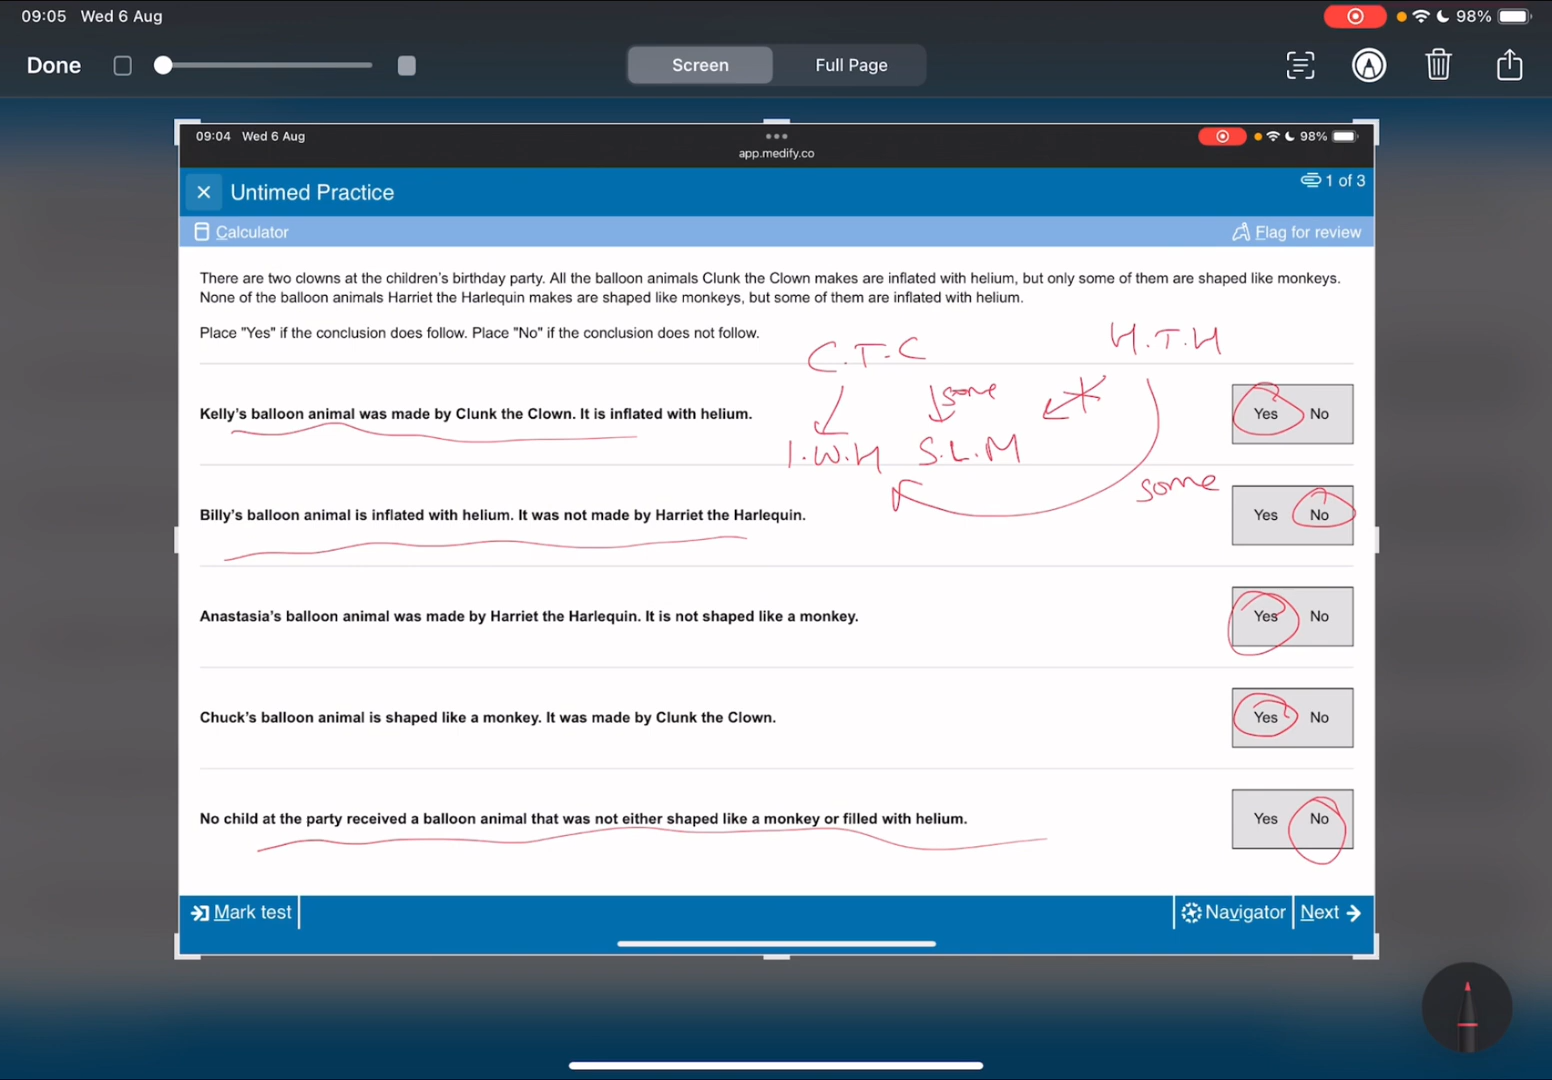 09:05 Wed 6 Aug
98%
Done
Screen
Full Page
09:04 Wed 6 Aug
app.medify.co
98%
Untimed Practice
1 of 3
Calculator
Flag for review
There are two clowns at the children's birthday party. All the balloon animals Clunk the Clown makes are inflated with helium, but only some of them are shaped like monkeys.
None of the balloon animals Harriet the Harlequin makes are shaped like monkeys, but some of them are inflated with helium.
Place "Yes" if the conclusion does follow. Place "No" if the conclusion does not follow.
C.T.C
H.T.H
some
Kelly's balloon animal was made by Clunk the Clown. It is inflated with helium.
Yes No
I.W.H S.L.M
some
Billy's balloon animal is inflated with helium. It was not made by Harriet the Harlequin.
Yes No
Anastasia's balloon animal was made by Harriet the Harlequin. It is not shaped like a monkey.
Yes No
Chuck's balloon animal is shaped like a monkey. It was made by Clunk the Clown.
Yes No
No child at the party received a balloon animal that was not either shaped like a monkey or filled with helium.
Yes No
Mark test
Navigator
Next